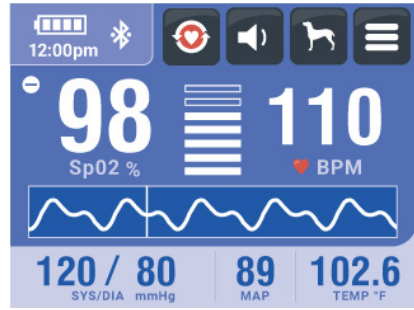 12:00pm
98 110
Sp02 % BPM
120 / 80 89 102.6
SYS/DIA mmHg MAP TEMP °F